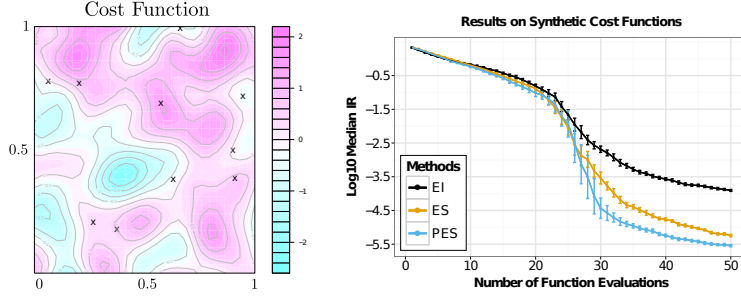 Cost Function
1
0.5
0
0.5
1
x
x
x
x
x
x
x
x
x
x
2
1
0
−1
−2
Results on Synthetic Cost Functions
Log10 Median IR
−0.5
−1.5
−2.5
−3.5
−4.5
−5.5
Methods
EI
ES
PES
0
10
20
30
40
50
Number of Function Evaluations